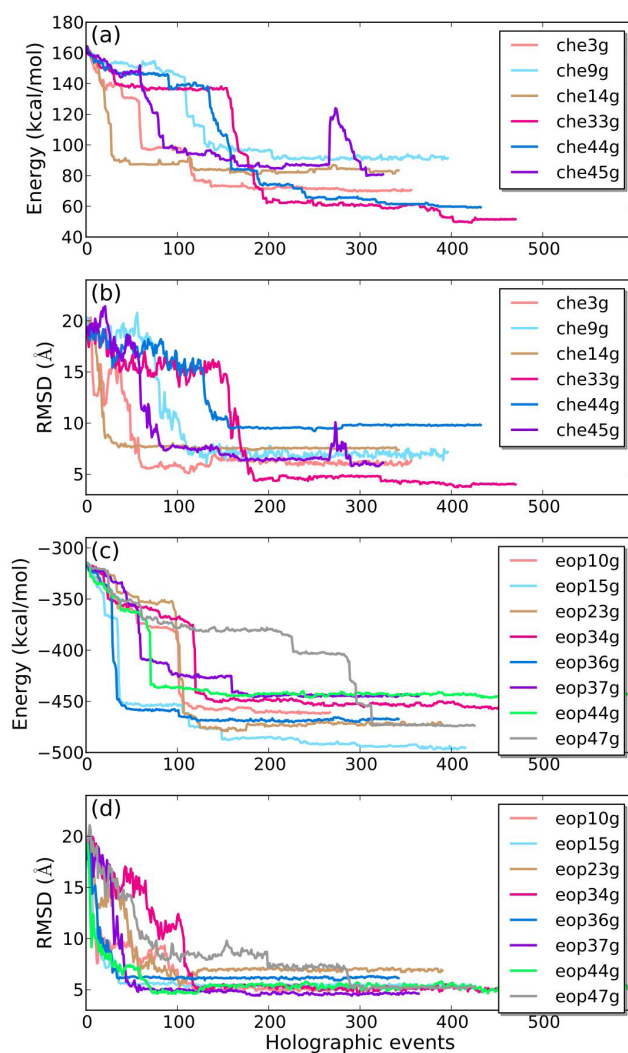 (a)
180
160
140
120
100
80
60
40
Energy (kcal/mol)
che3g
che9g
che14g
che33g
che44g
che45g
0 100 200 300 400 500
(b)
20
15
10
5
RMSD (Å)
che3g
che9g
che14g
che33g
che44g
che45g
0 100 200 300 400 500
(c)
−300
−350
−400
−450
−500
Energy (kcal/mol)
eop10g
eop15g
eop23g
eop34g
eop36g
eop37g
eop44g
eop47g
0 100 200 300 400 500
(d)
20
15
10
5
RMSD (Å)
eop10g
eop15g
eop23g
eop34g
eop36g
eop37g
eop44g
eop47g
0 100 200 300 400 500
Holographic events